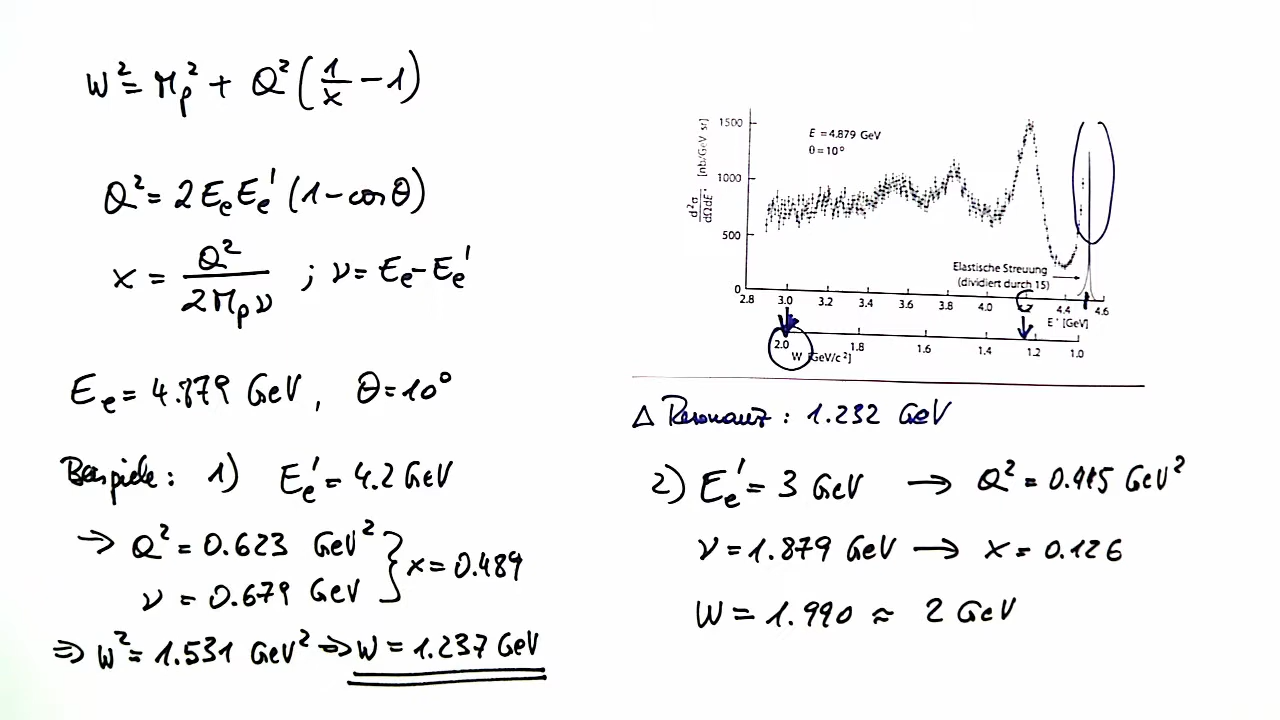 W² = M_p² + Q² (1/x - 1)
Q² = 2 E_e E_e' (1 - cos θ)
x = Q² / 2 M_p ν ; ν = E_e - E_e'
E_e = 4.879 GeV, θ = 10°
Beispiele: 1) E_e' = 4.2 GeV
→ Q² = 0.623 GeV²
ν = 0.679 GeV } x = 0.489
⇒ W² = 1.531 GeV² ⇒ W = 1.237 GeV
d²σ/dΩdE' [nb/GeV sr]
1500
1000
500
0
E = 4.879 GeV
θ = 10°
Elastische Streuung
(dividiert durch 15)
2.8 3.0 3.2 3.4 3.6 3.8 4.0 4.2 4.4 4.6
E' [GeV]
2.0 1.8 1.6 1.4 1.2 1.0
W [GeV/c²]
Δ Resonanz: 1.232 GeV
2) E_e' = 3 GeV → Q² = 0.445 GeV²
ν = 1.879 GeV → x = 0.126
W = 1.990 ≈ 2 GeV